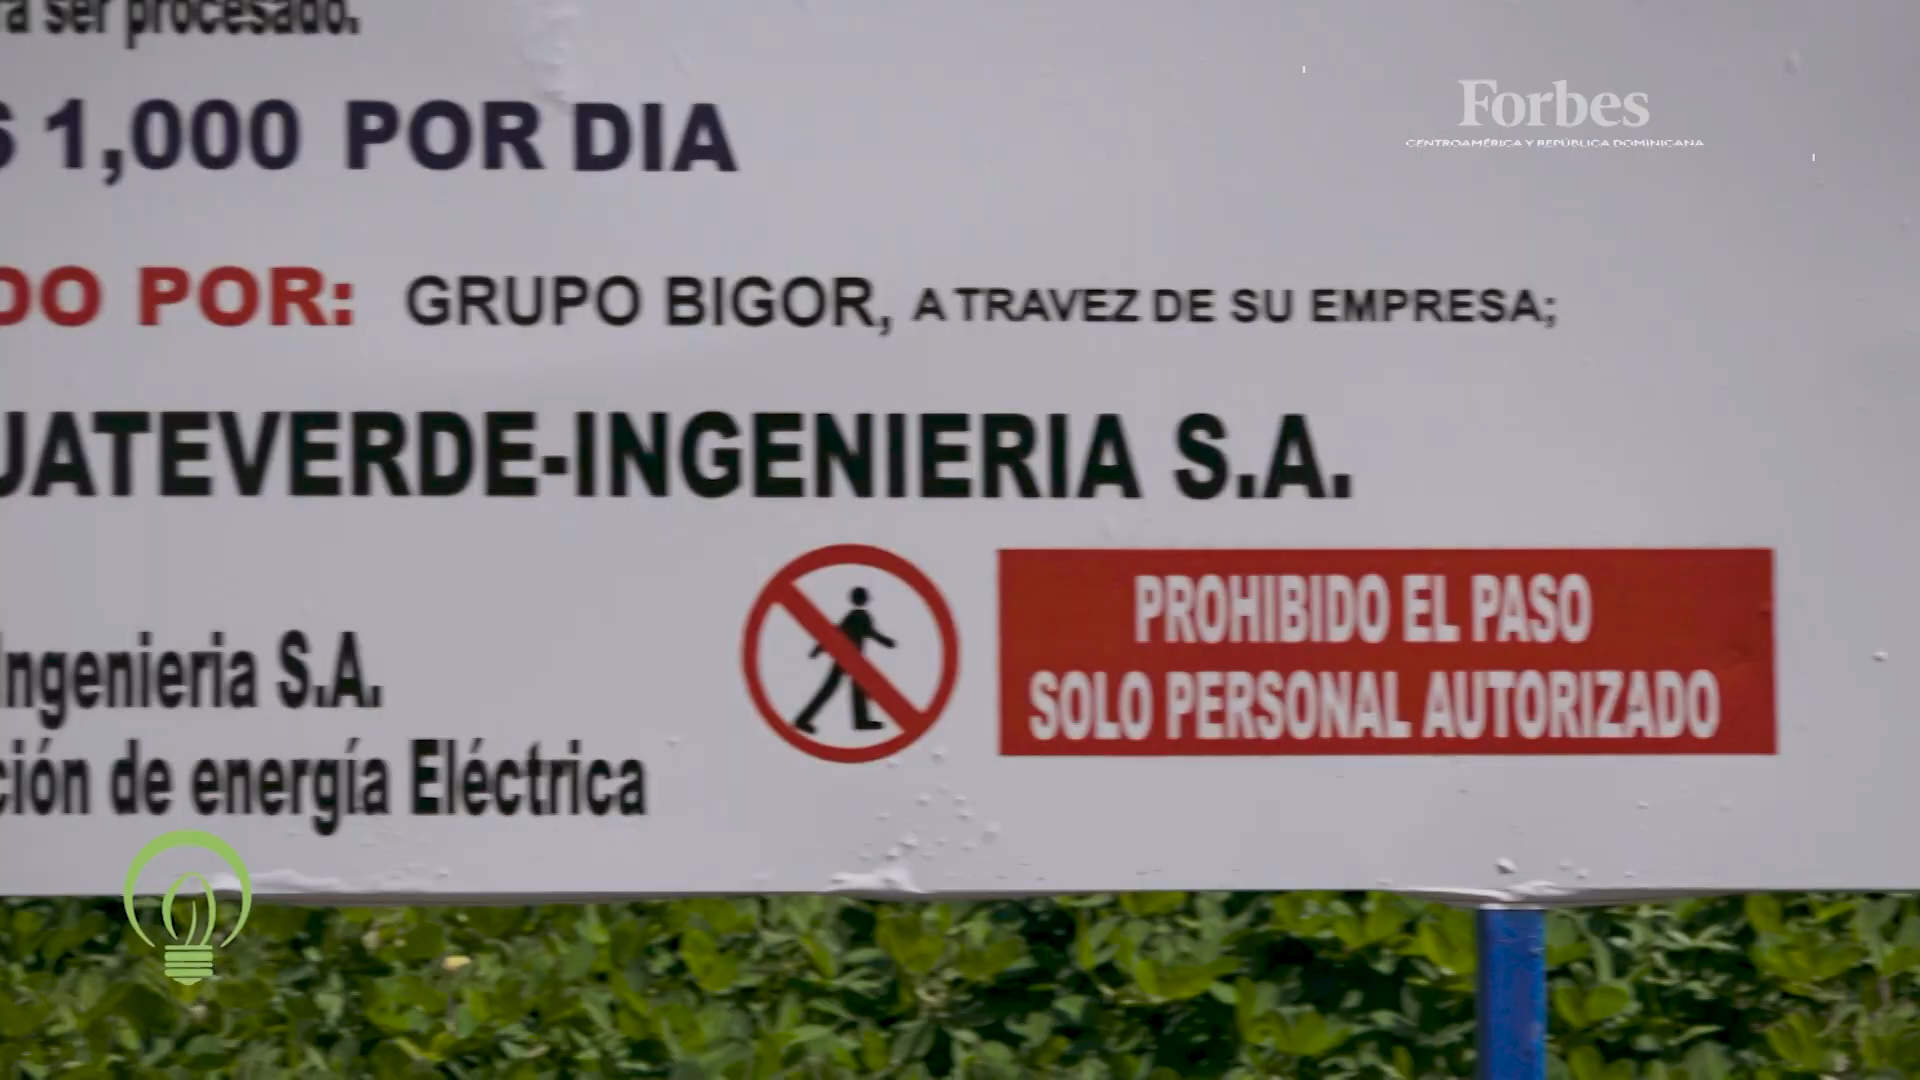 ra ser procesado.
$ 1,000 POR DIA
DO POR: GRUPO BIGOR, A TRAVEZ DE SU EMPRESA;
UATEVERDE-INGENIERIA S.A.
PROHIBIDO EL PASO
SOLO PERSONAL AUTORIZADO
Ingenieria S.A.
ción de energía Eléctrica
Forbes
CENTROAMÉRICA Y REPÚBLICA DOMINICANA